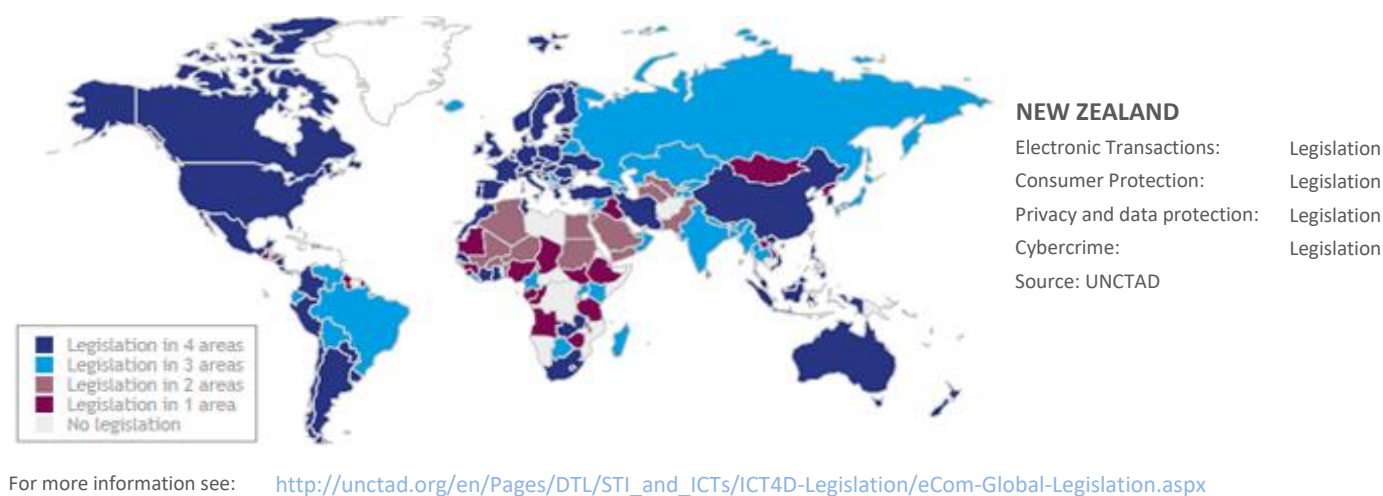 NEW ZEALAND
Electronic Transactions: Legislation
Consumer Protection: Legislation
Privacy and data protection: Legislation
Cybercrime: Legislation
Source: UNCTAD
Legislation in 4 areas
Legislation in 3 areas
Legislation in 2 areas
Legislation in 1 area
No legislation
For more information see: http://unctad.org/en/Pages/DTL/STI_and_ICTs/ICT4D-Legislation/eCom-Global-Legislation.aspx